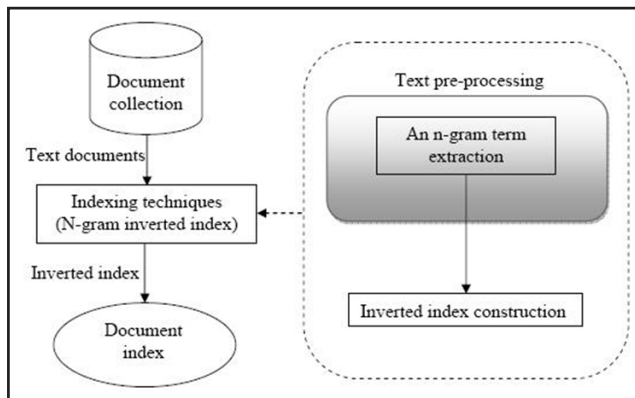 Document
collection
Text documents
Indexing techniques
(N-gram inverted index)
Inverted index
Document
index
Text pre-processing
An n-gram term
extraction
Inverted index construction